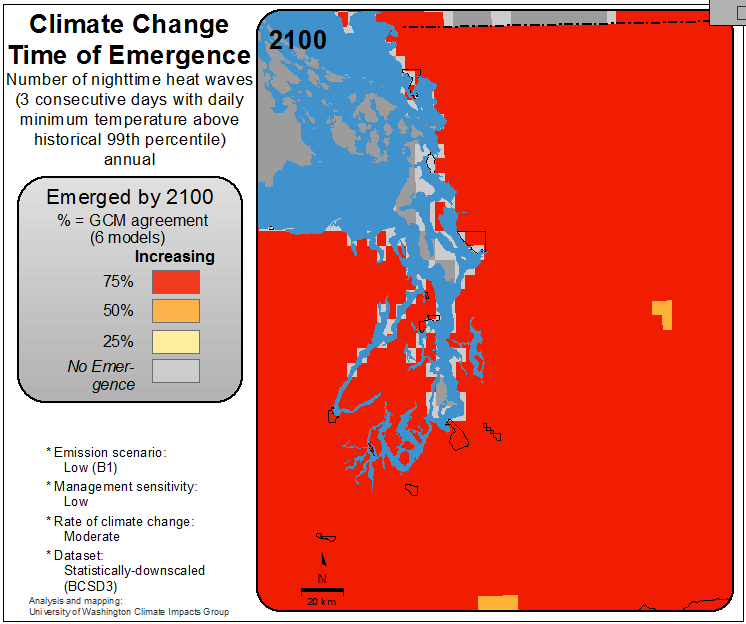 Climate Change
Time of Emergence
Number of nighttime heat waves
(3 consecutive days with daily
minimum temperature above
historical 99th percentile)
annual
Emerged by 2100
% = GCM agreement
(6 models)
Increasing
75%
50%
25%
No Emer-
gence
* Emission scenario:
Low (B1)
* Management sensitivity:
Low
* Rate of climate change:
Moderate
* Dataset:
Statistically-downscaled
(BCSD3)
Analysis and mapping:
University of Washington Climate Impacts Group
2100
N
20 km